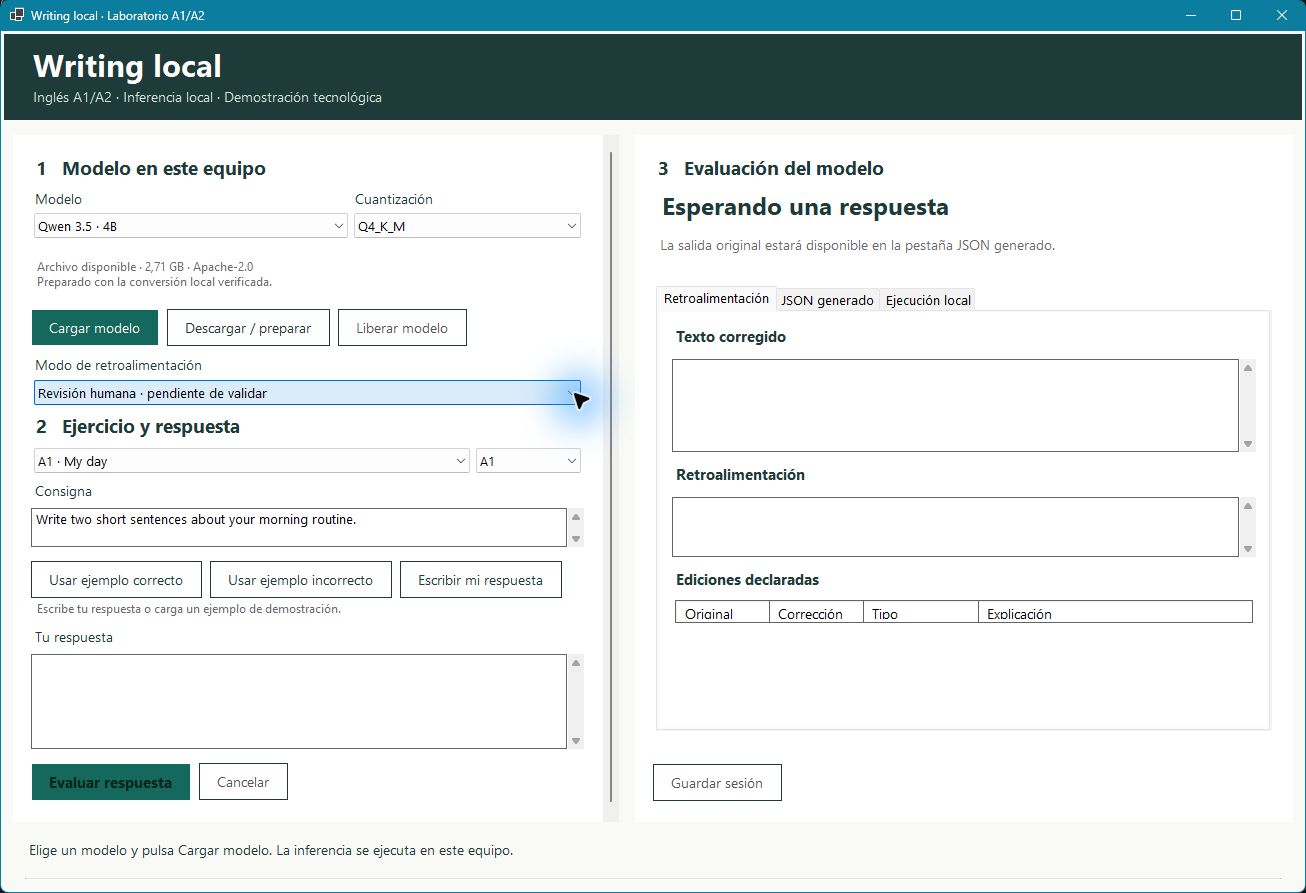 Writing local · Laboratorio A1/A2
Writing local
Inglés A1/A2 · Inferencia local · Demostración tecnológica
1 Modelo en este equipo
Modelo
Cuantización
Qwen 3.5 · 4B
Q4_K_M
Archivo disponible · 2,71 GB · Apache-2.0
Preparado con la conversión local verificada.
Cargar modelo
Descargar / preparar
Liberar modelo
Modo de retroalimentación
Revisión humana · pendiente de validar
2 Ejercicio y respuesta
A1 · My day
A1
Consigna
Write two short sentences about your morning routine.
Usar ejemplo correcto
Usar ejemplo incorrecto
Escribir mi respuesta
Escribe tu respuesta o carga un ejemplo de demostración.
Tu respuesta
Evaluar respuesta
Cancelar
3 Evaluación del modelo
Esperando una respuesta
La salida original estará disponible en la pestaña JSON generado.
Retroalimentación
JSON generado
Ejecución local
Texto corregido
Retroalimentación
Ediciones declaradas
Original
Corrección
Tipo
Explicación
Guardar sesión
Elige un modelo y pulsa Cargar modelo. La inferencia se ejecuta en este equipo.